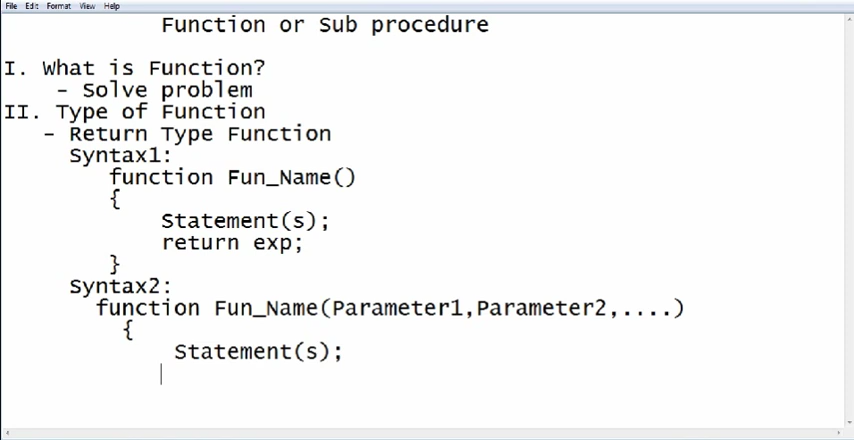 File Edit Format View Help
Function or Sub procedure
I. What is Function?
- Solve problem
II. Type of Function
- Return Type Function
Syntax1:
function Fun_Name()
{
Statement(s);
return exp;
}
Syntax2:
function Fun_Name(Parameter1,Parameter2,....)
{
Statement(s);